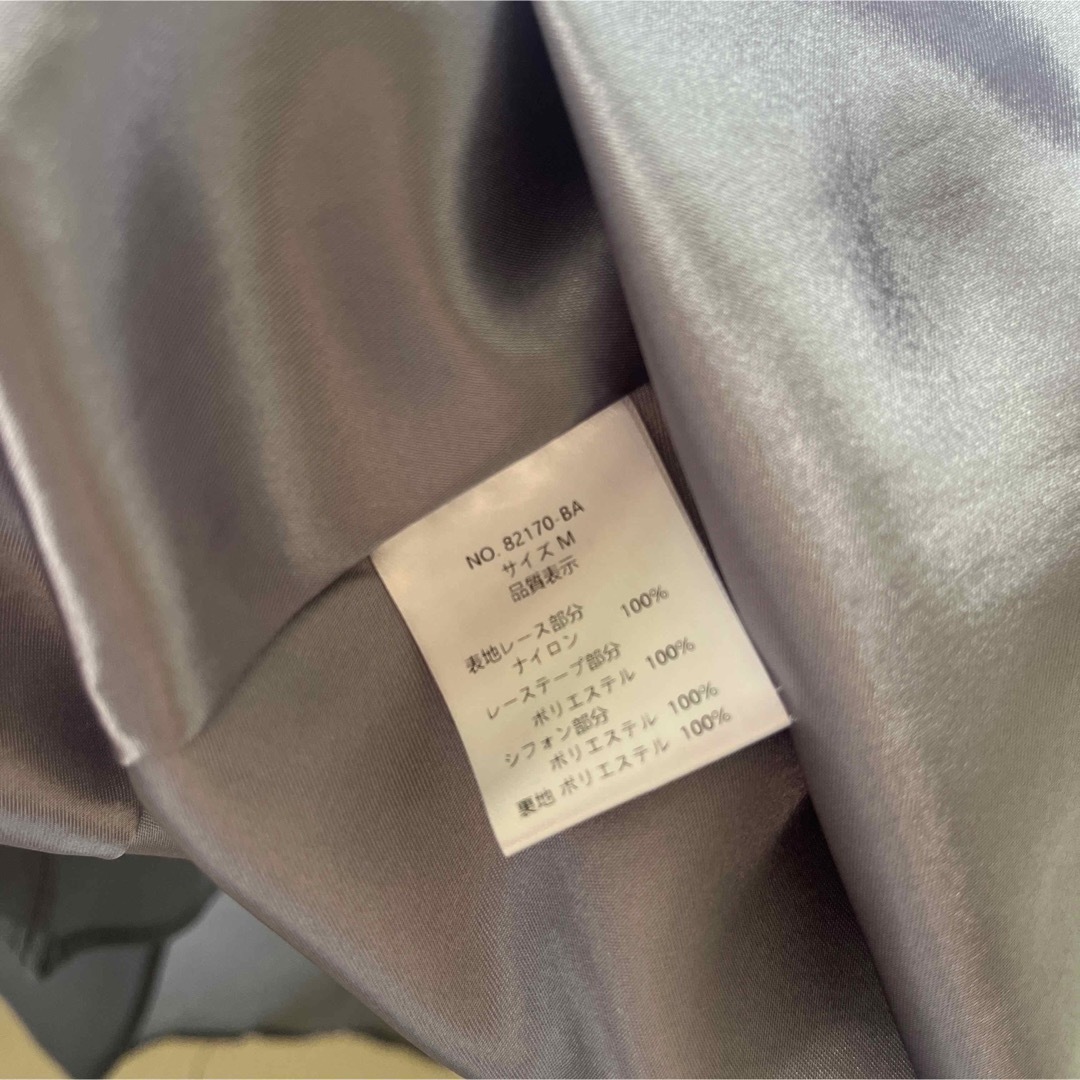 NO. 82170-BA
サイズ M
品質表示
表地レース部分
ナイロン 100%
レーステープ部分
ポリエステル 100%
シフォン部分
ポリエステル 100%
裏地 ポリエステル 100%